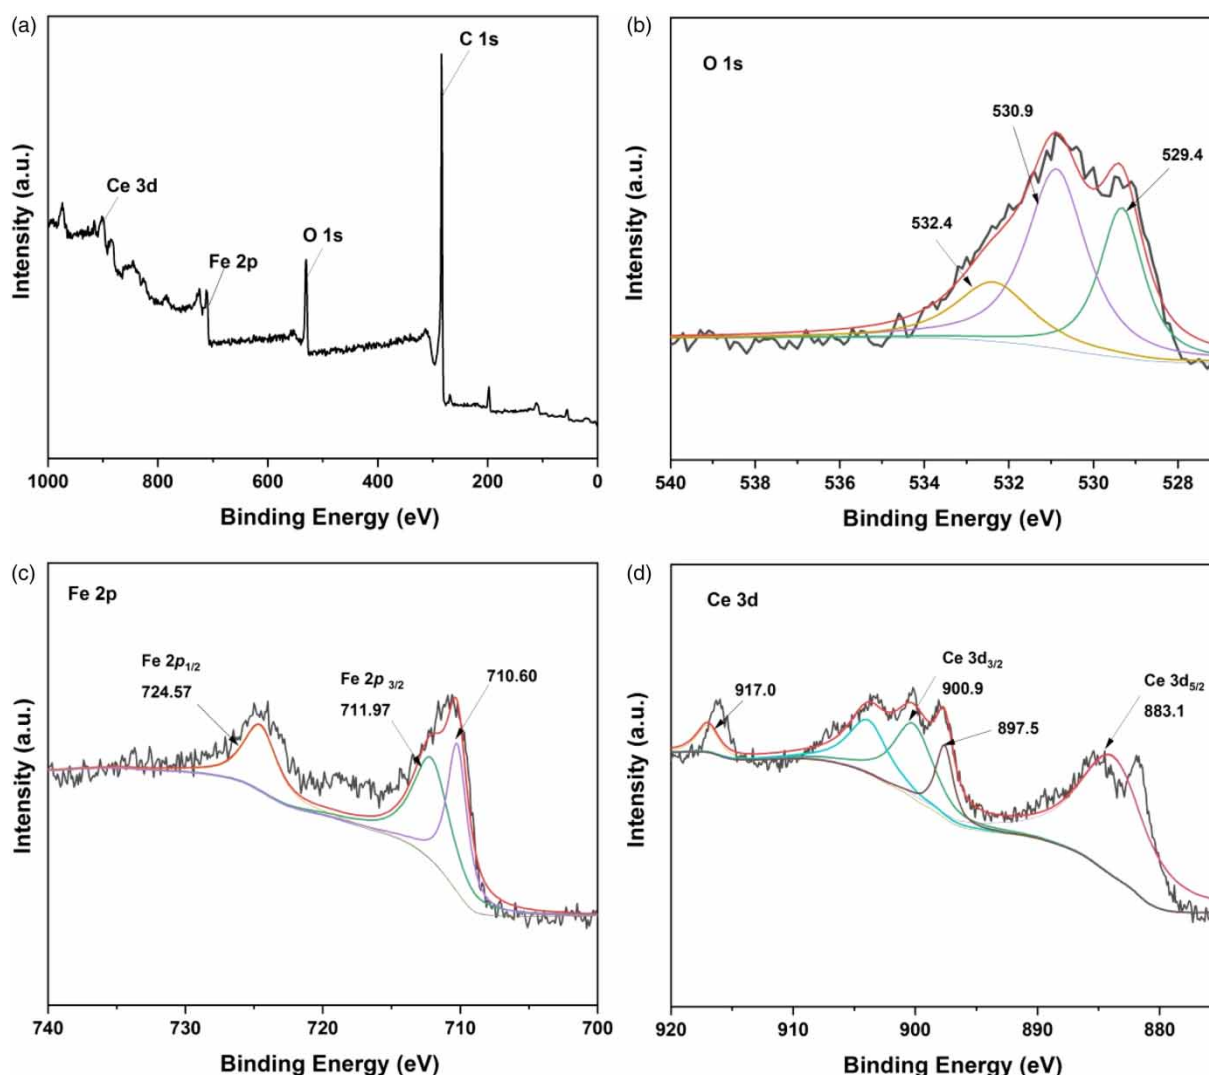 (a)
C 1s
Ce 3d
O 1s
Fe 2p
Intensity (a.u.)
1000 800 600 400 200 0
Binding Energy (eV)
(b)
O 1s
530.9
529.4
532.4
Intensity (a.u.)
540 538 536 534 532 530 528
Binding Energy (eV)
(c)
Fe 2p
Fe 2p1/2
724.57
Fe 2p 3/2
711.97
710.60
Intensity (a.u.)
740 730 720 710 700
Binding Energy (eV)
(d)
Ce 3d
917.0
Ce 3d3/2
900.9
897.5
Ce 3d5/2
883.1
Intensity (a.u.)
920 910 900 890 880
Binding Energy (eV)